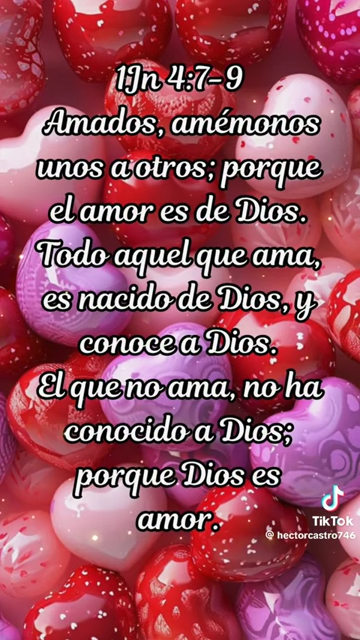 1Jn 4:7-9
Amados, amémonos
unos a otros; porque
el amor es de Dios.
Todo aquel que ama,
es nacido de Dios, y
conoce a Dios.
El que no ama, no ha
conocido a Dios;
porque Dios es
amor.
TikTok
@ hectorcastro746